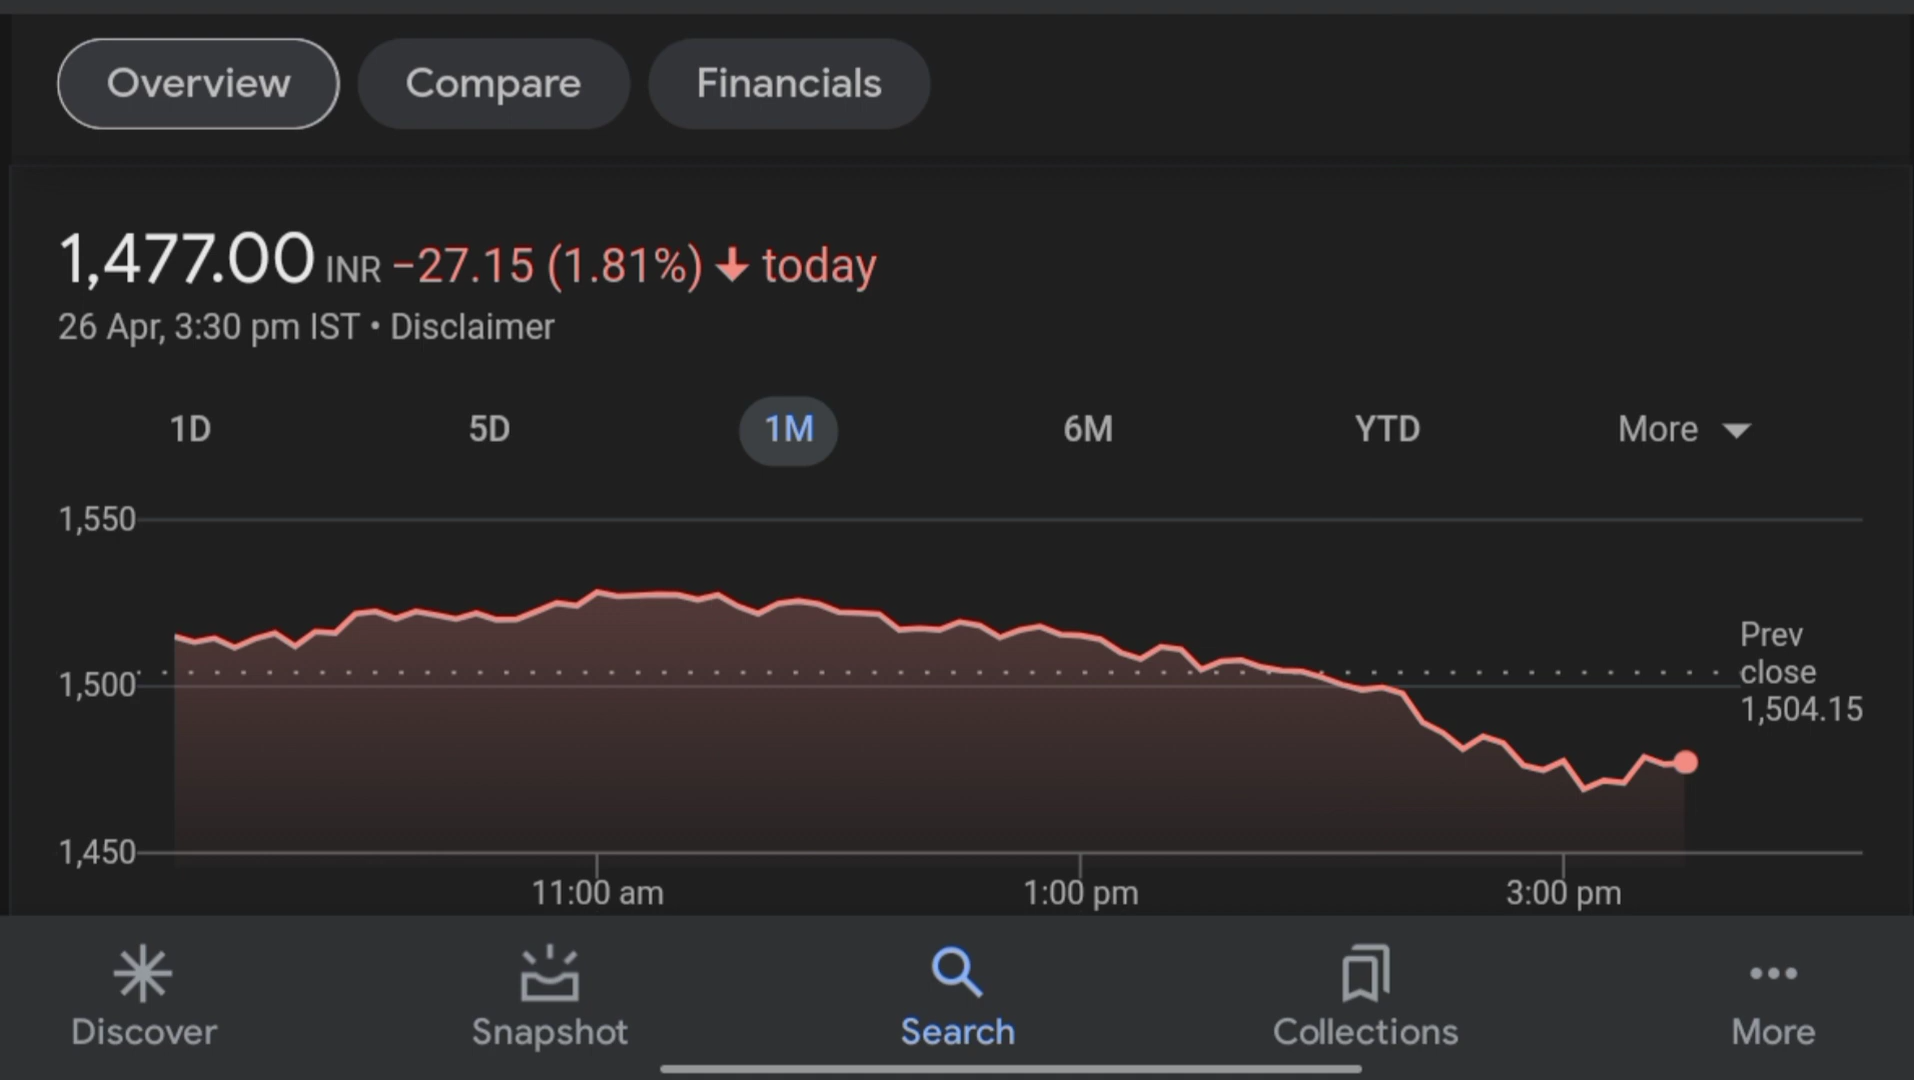 Overview Compare Financials
1,477.00 INR −27.15 (1.81%) ↓ today
26 Apr, 3:30 pm IST • Disclaimer
1D 5D 1M 6M YTD More
1,550
Prev
close
1,504.15
1,500
1,450
11:00 am 1:00 pm 3:00 pm
Discover Snapshot Search Collections More